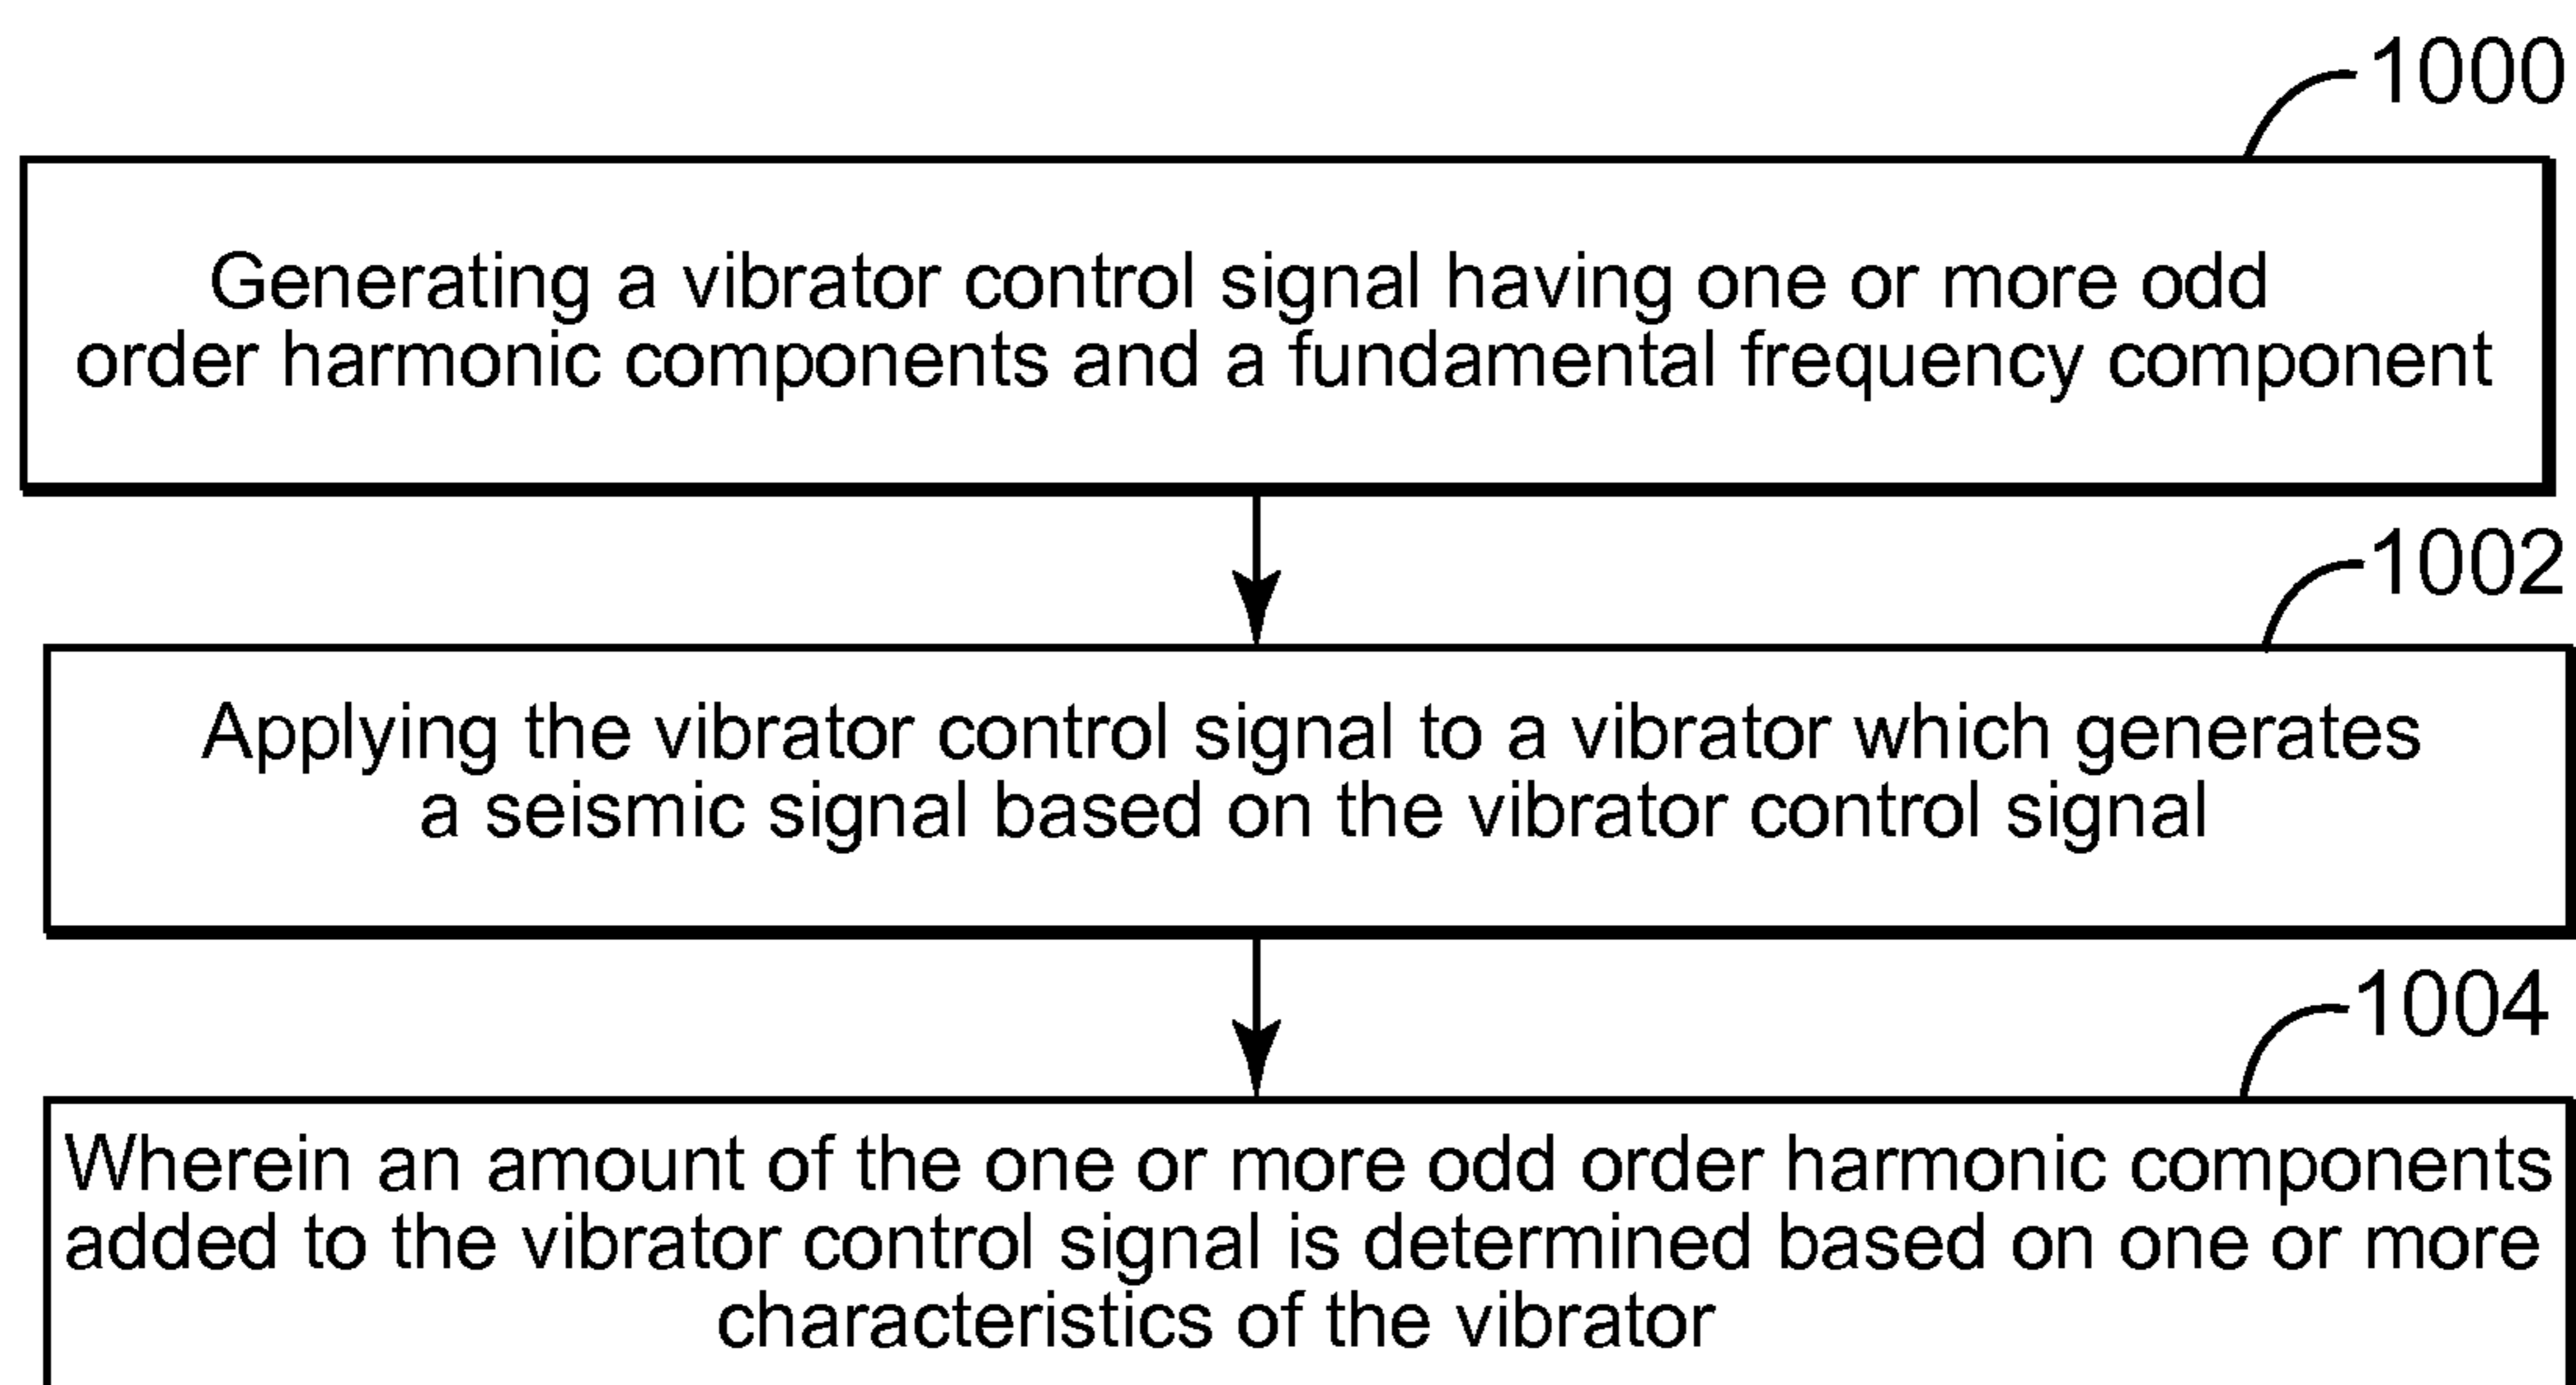 1000
Generating a vibrator control signal having one or more odd
order harmonic components and a fundamental frequency component
1002
Applying the vibrator control signal to a vibrator which generates
a seismic signal based on the vibrator control signal
1004
Wherein an amount of the one or more odd order harmonic components
added to the vibrator control signal is determined based on one or more
characteristics of the vibrator